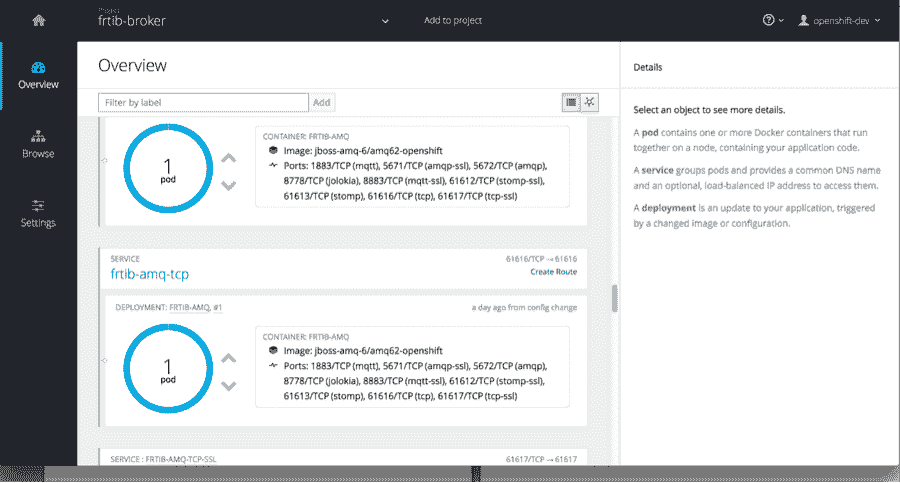 Project
frtib-broker
Add to project
openshift-dev
Overview
Browse
Settings
Overview
Filter by label
Add
1
pod
CONTAINER: FRTIB-AMQ
Image: jboss-amq-6/amq62-openshift
Ports: 1883/TCP (mqtt), 5671/TCP (amqp-ssl), 5672/TCP (amqp),
8778/TCP (jolokia), 8883/TCP (mqtt-ssl), 61612/TCP (stomp-ssl),
61613/TCP (stomp), 61616/TCP (tcp), 61617/TCP (tcp-ssl)
SERVICE
frtib-amq-tcp
61616/TCP → 61616
Create Route
DEPLOYMENT: FRTIB-AMQ, #1
a day ago from config change
1
pod
CONTAINER: FRTIB-AMQ
Image: jboss-amq-6/amq62-openshift
Ports: 1883/TCP (mqtt), 5671/TCP (amqp-ssl), 5672/TCP (amqp),
8778/TCP (jolokia), 8883/TCP (mqtt-ssl), 61612/TCP (stomp-ssl),
61613/TCP (stomp), 61616/TCP (tcp), 61617/TCP (tcp-ssl)
SERVICE : FRTIB-AMQ-TCP-SSL
61617/TCP → 61617
Details
Select an object to see more details.
A pod contains one or more Docker containers that run
together on a node, containing your application code.
A service groups pods and provides a common DNS name
and an optional, load-balanced IP address to access them.
A deployment is an update to your application, triggered
by a changed image or configuration.